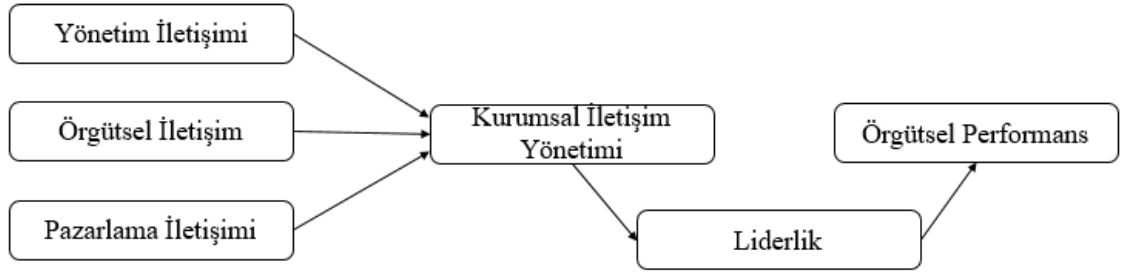 Yönetim İletişimi
Örgütsel İletişim
Pazarlama İletişimi
Kurumsal İletişim
Yönetimi
Örgütsel Performans
Liderlik